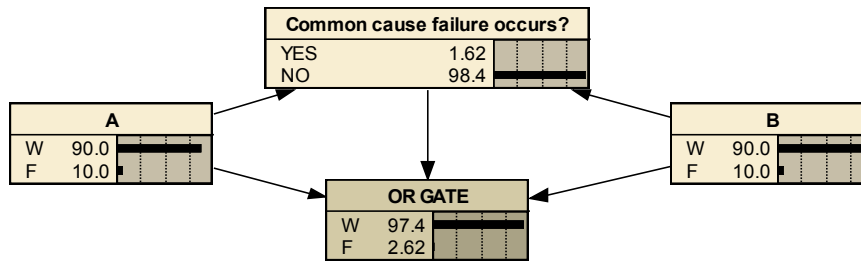 Common cause failure occurs?
YES 1.62
NO 98.4
A
W 90.0
F 10.0
B
W 90.0
F 10.0
OR GATE
W 97.4
F 2.62